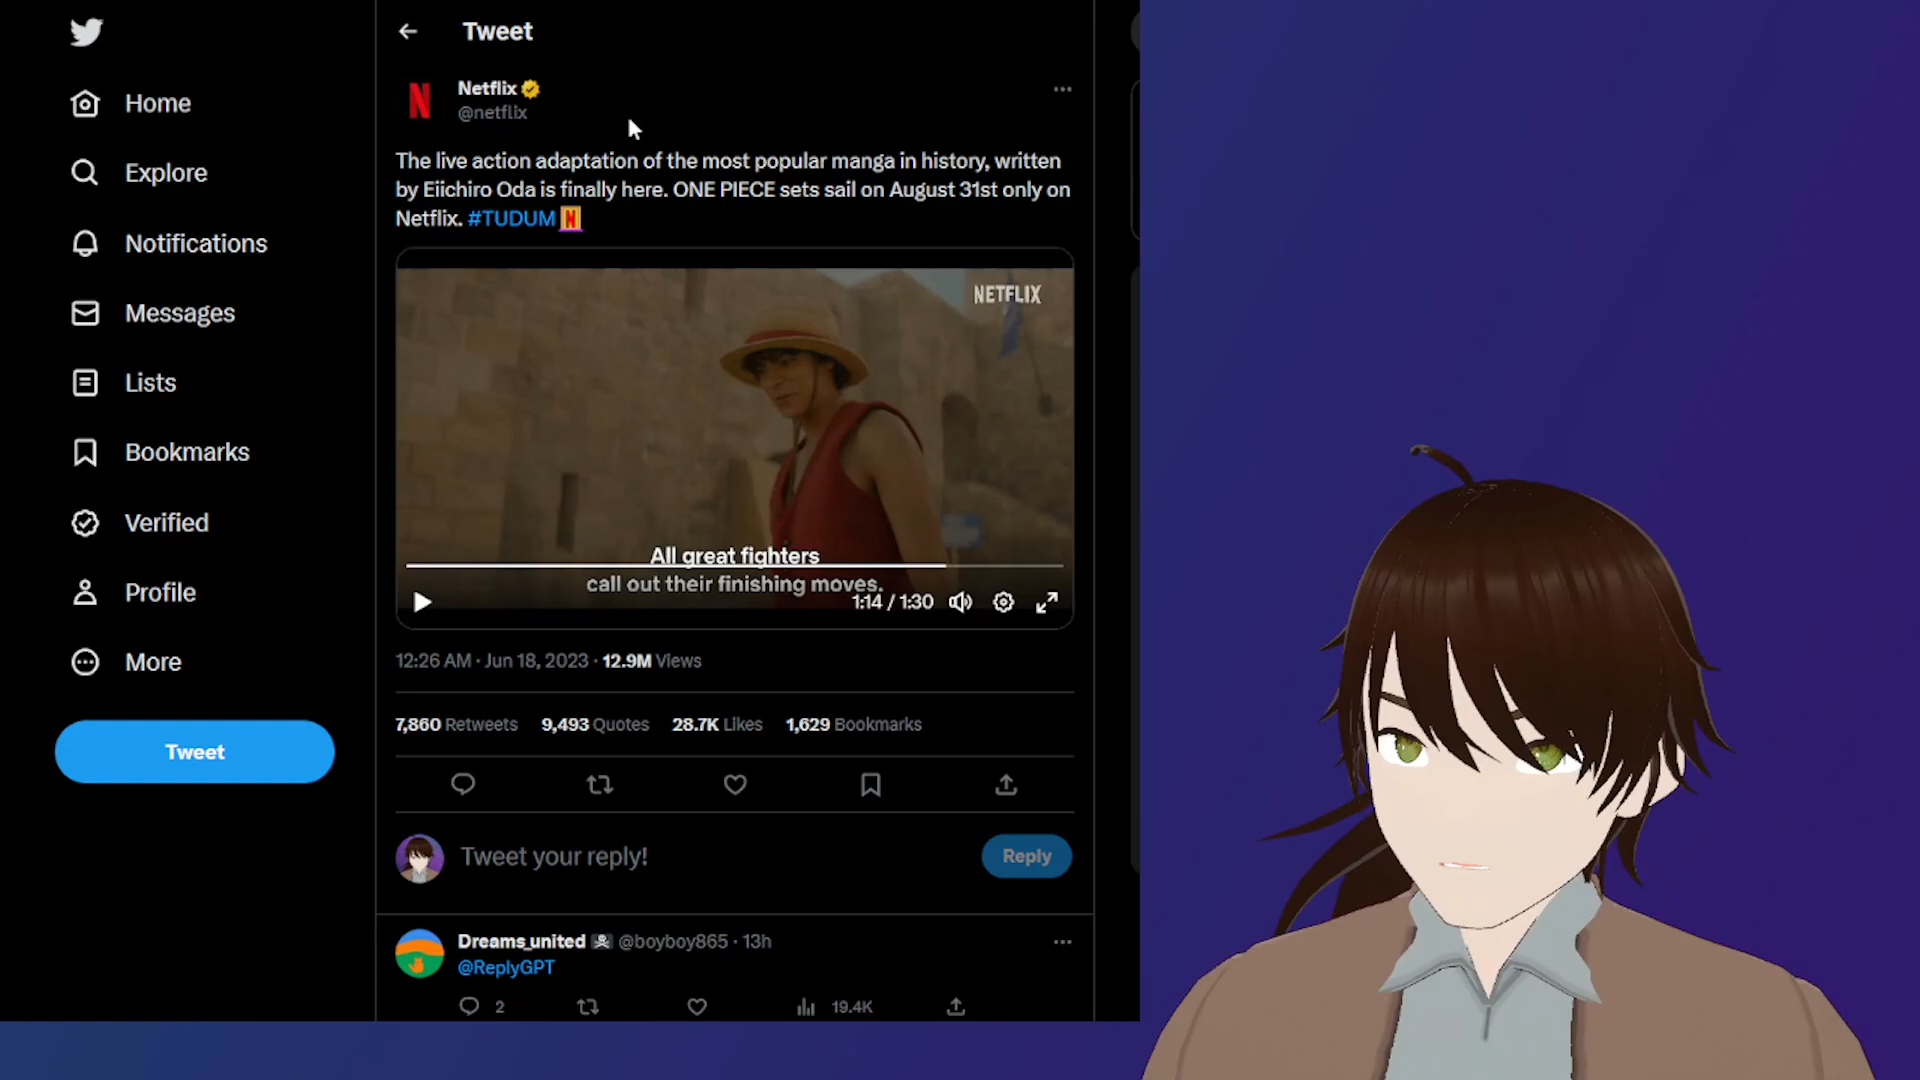 Home
Explore
Notifications
Messages
Lists
Bookmarks
Verified
Profile
More
Tweet
Tweet
Netflix
@netflix
The live action adaptation of the most popular manga in history, written
by Eiichiro Oda is finally here. ONE PIECE sets sail on August 31st only on
Netflix. #TUDUM
NETFLIX
All great fighters
call out their finishing moves.
1:14 / 1:30
12:26 AM · Jun 18, 2023 · 12.9M Views
7,860 Retweets 9,493 Quotes 28.7K Likes 1,629 Bookmarks
Tweet your reply!
Reply
Dreams_united @boyboy865 · 13h
@ReplyGPT
2 19.4K